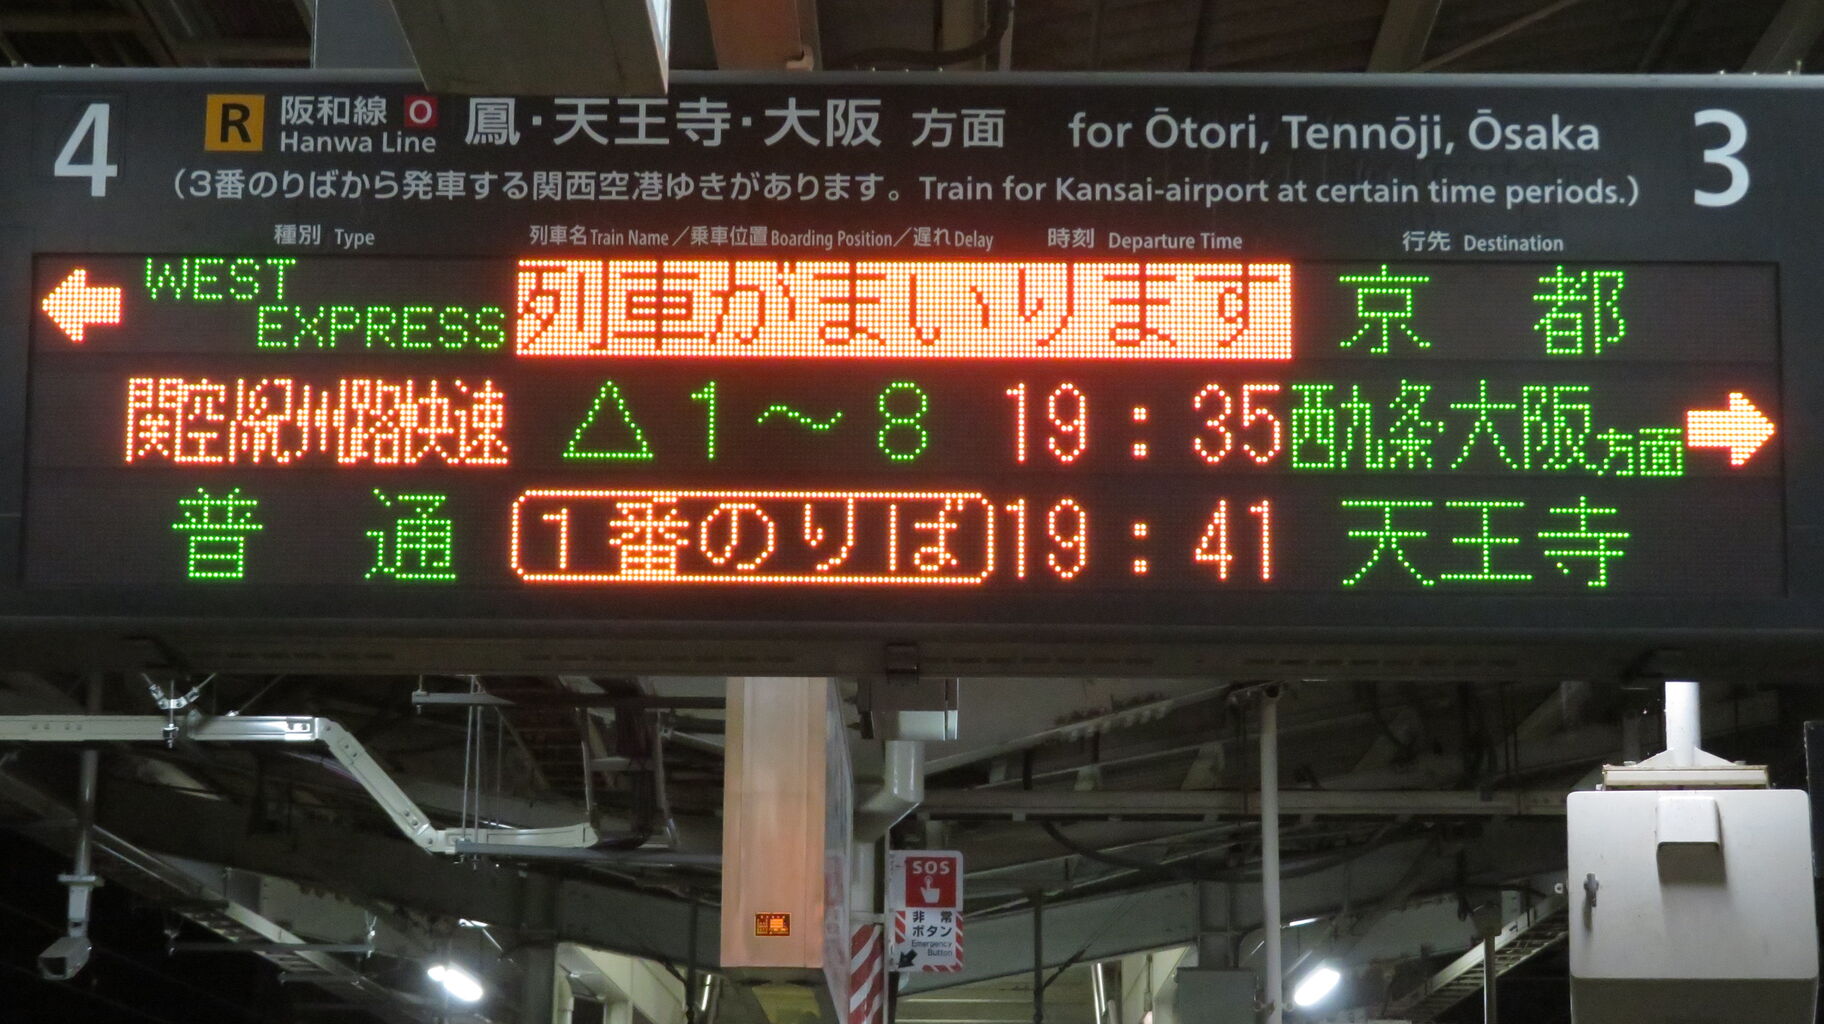 4 R 阪和線 O 鳳・天王寺・大阪 方面 for Ōtori, Tennōji, Ōsaka 3
Hanwa Line
（3番のりばから発車する関西空港ゆきがあります。Train for Kansai-airport at certain time periods.）
種別 Type 列車名 Train Name／乗車位置 Boarding Position／遅れ Delay 時刻 Departure Time 行先 Destination
← WEST EXPRESS 列車がまいります 京都
関空紀州路快速 △1～8 19:35 西九条・大阪方面 →
普通 1番のりば 19:41 天王寺
SOS
非常
ボタン
Emergency
Button